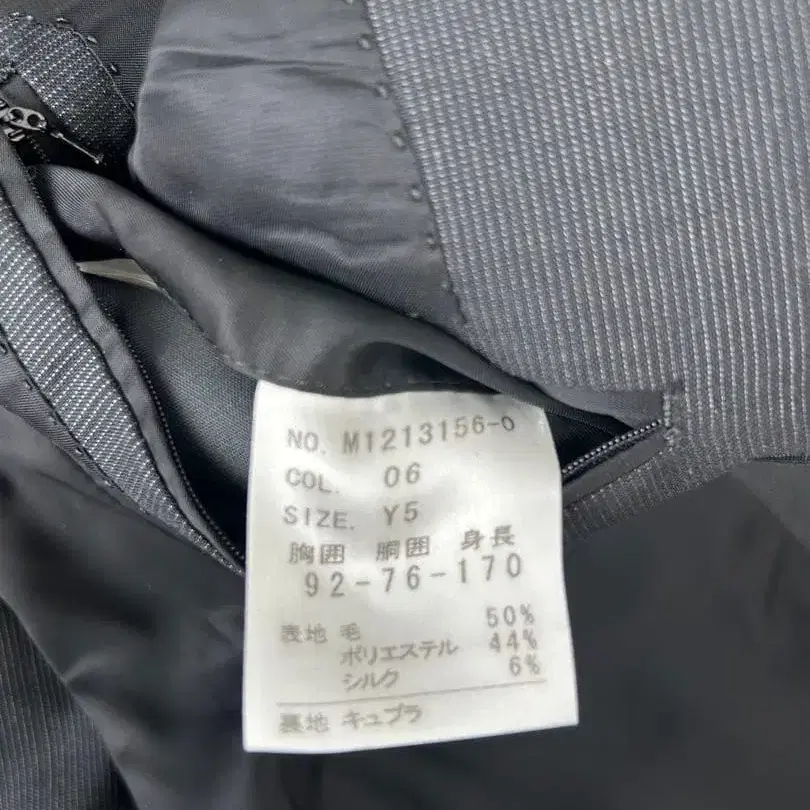 NO. M1213156-0
COL. 06
SIZE. Y5
胸囲 胴囲 身長
92-76-170
表地 毛 50%
ポリエステル 44%
シルク 6%
裏地 キュプラ